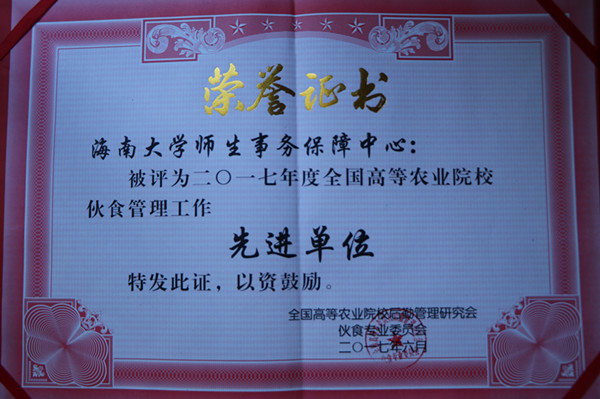 荣誉证书
海南大学师生事务保障中心：
被评为二〇一七年度全国高等农业院校
伙食管理工作
先进单位
特发此证，以资鼓励。
全国高等农业院校后勤管理研究会
伙食专业委员会
二〇一七年六月